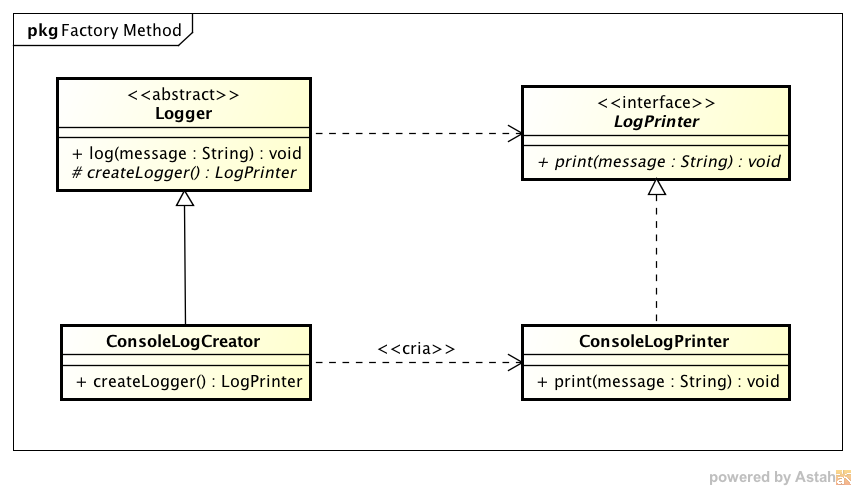 pkg Factory Method
<<abstract>>
Logger
+ log(message : String) : void
# createLogger() : LogPrinter
<<interface>>
LogPrinter
+ print(message : String) : void
ConsoleLogCreator
+ createLogger() : LogPrinter
<<cria>>
ConsoleLogPrinter
+ print(message : String) : void
powered by Astah